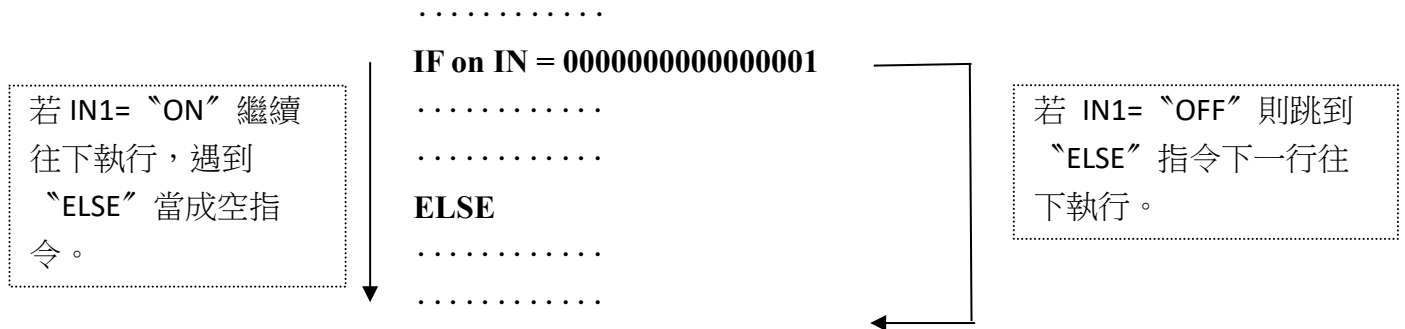 ............
IF on IN = 0000000000000001
若 IN1= 〝ON〞 繼續
往下執行，遇到
〝ELSE〞 當成空指
令。
............
............
ELSE
............
............
若 IN1= 〝OFF〞 則跳到
〝ELSE〞 指令下一行往
下執行。